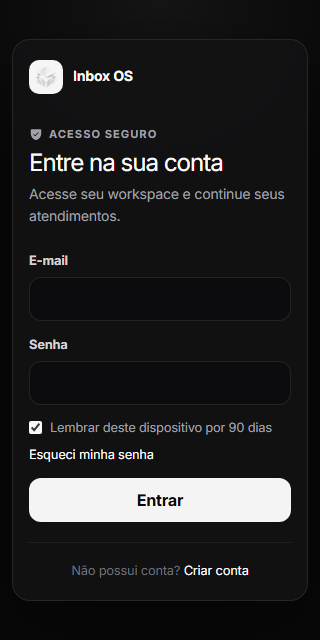 Inbox OS
ACESSO SEGURO
Entre na sua conta
Acesse seu workspace e continue seus
atendimentos.
E-mail
Senha
Lembrar deste dispositivo por 90 dias
Esqueci minha senha
Entrar
Não possui conta? Criar conta